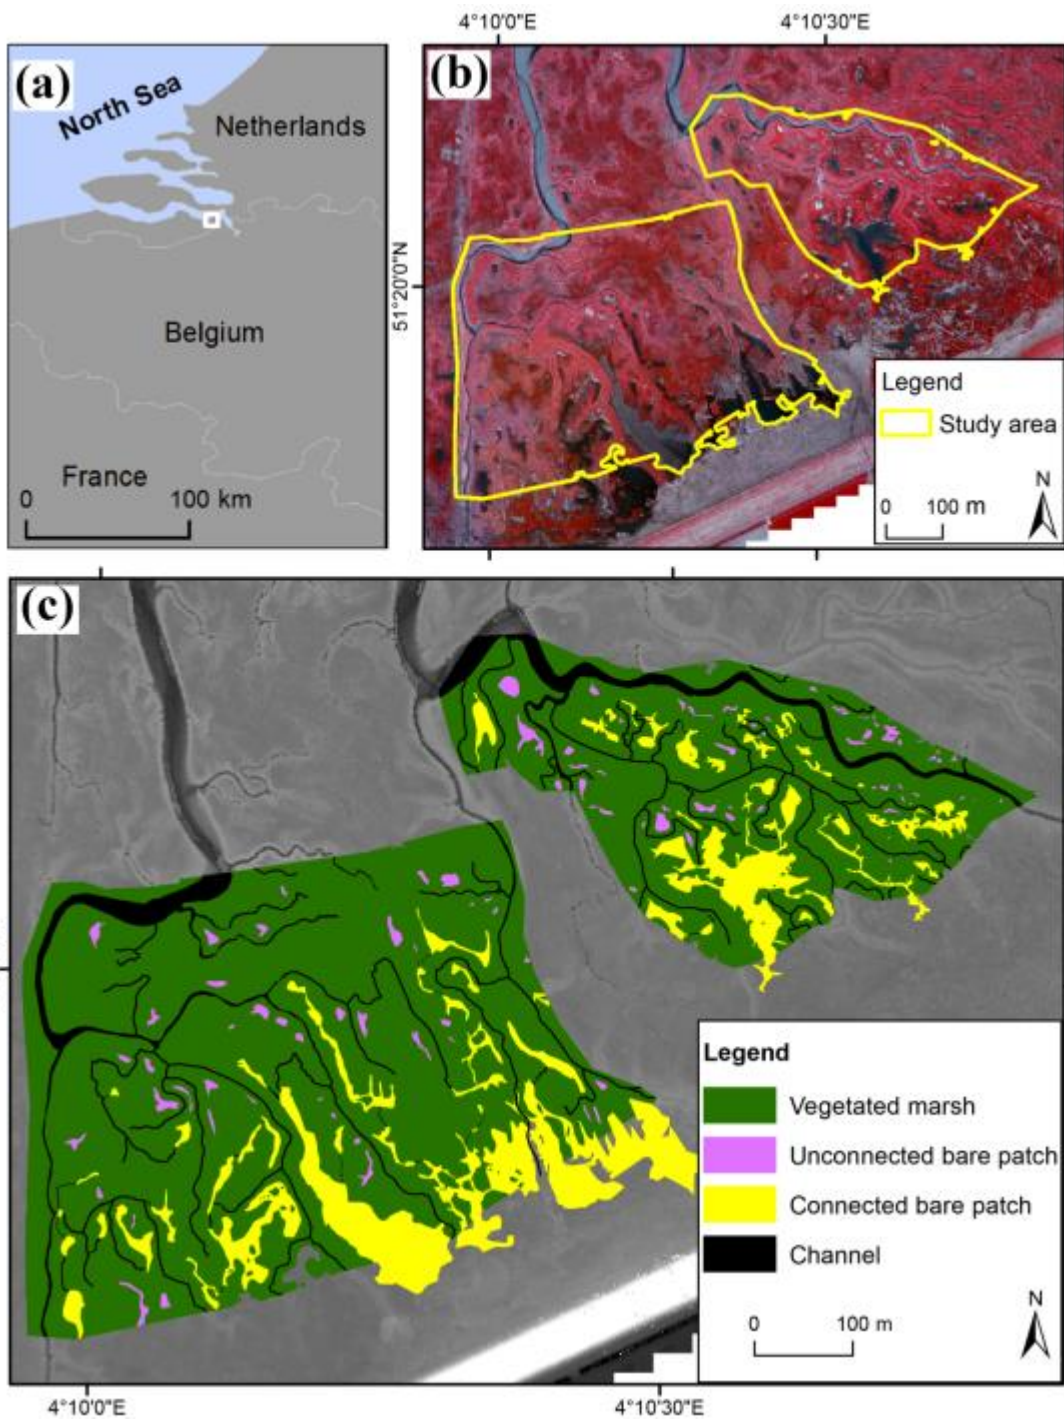 4°10'0"E
4°10'30"E
(a)
North Sea
Netherlands
Belgium
France
0
100 km
(b)
51°20'0"N
Legend
Study area
N
0
100 m
(c)
Legend
Vegetated marsh
Unconnected bare patch
Connected bare patch
Channel
N
0
100 m
4°10'0"E
4°10'30"E